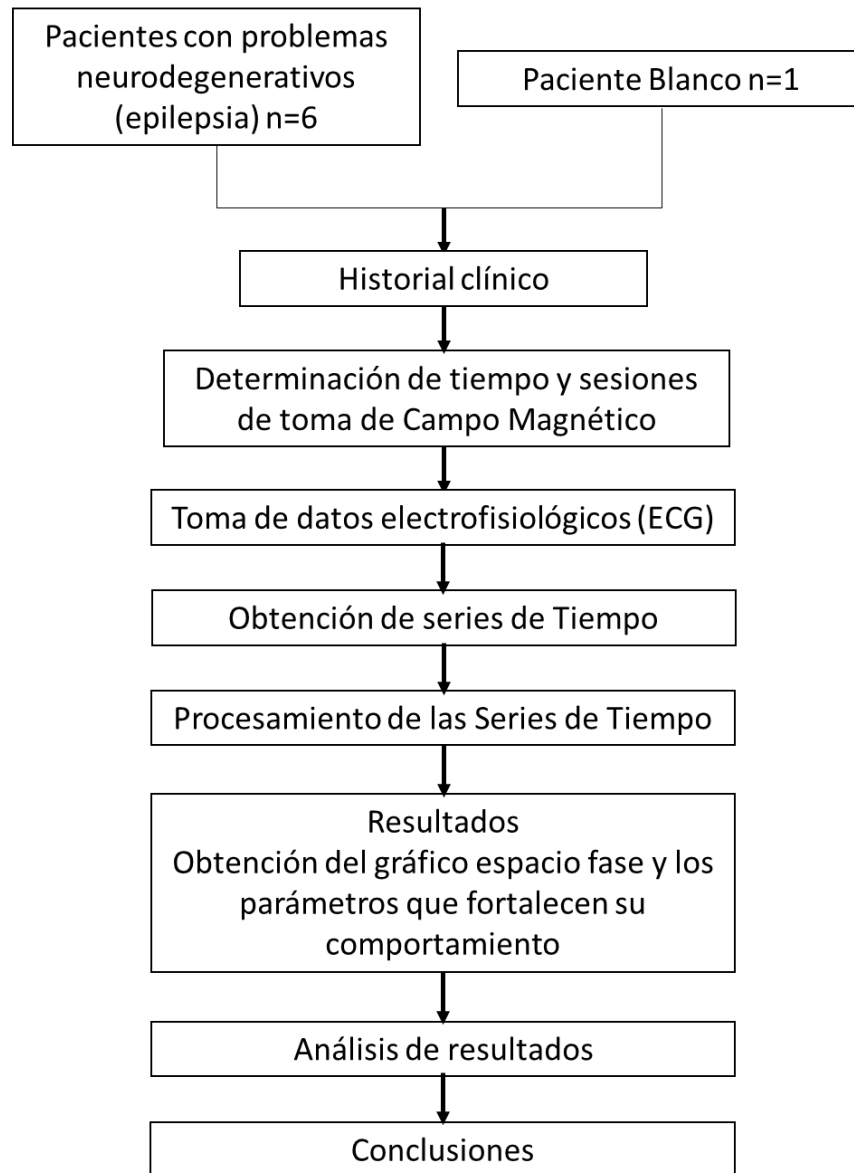 Pacientes con problemas
neurodegenerativos
(epilepsia) n=6
Paciente Blanco n=1
Historial clínico
Determinación de tiempo y sesiones
de toma de Campo Magnético
Toma de datos electrofisiológicos (ECG)
Obtención de series de Tiempo
Procesamiento de las Series de Tiempo
Resultados
Obtención del gráfico espacio fase y los
parámetros que fortalecen su
comportamiento
Análisis de resultados
Conclusiones